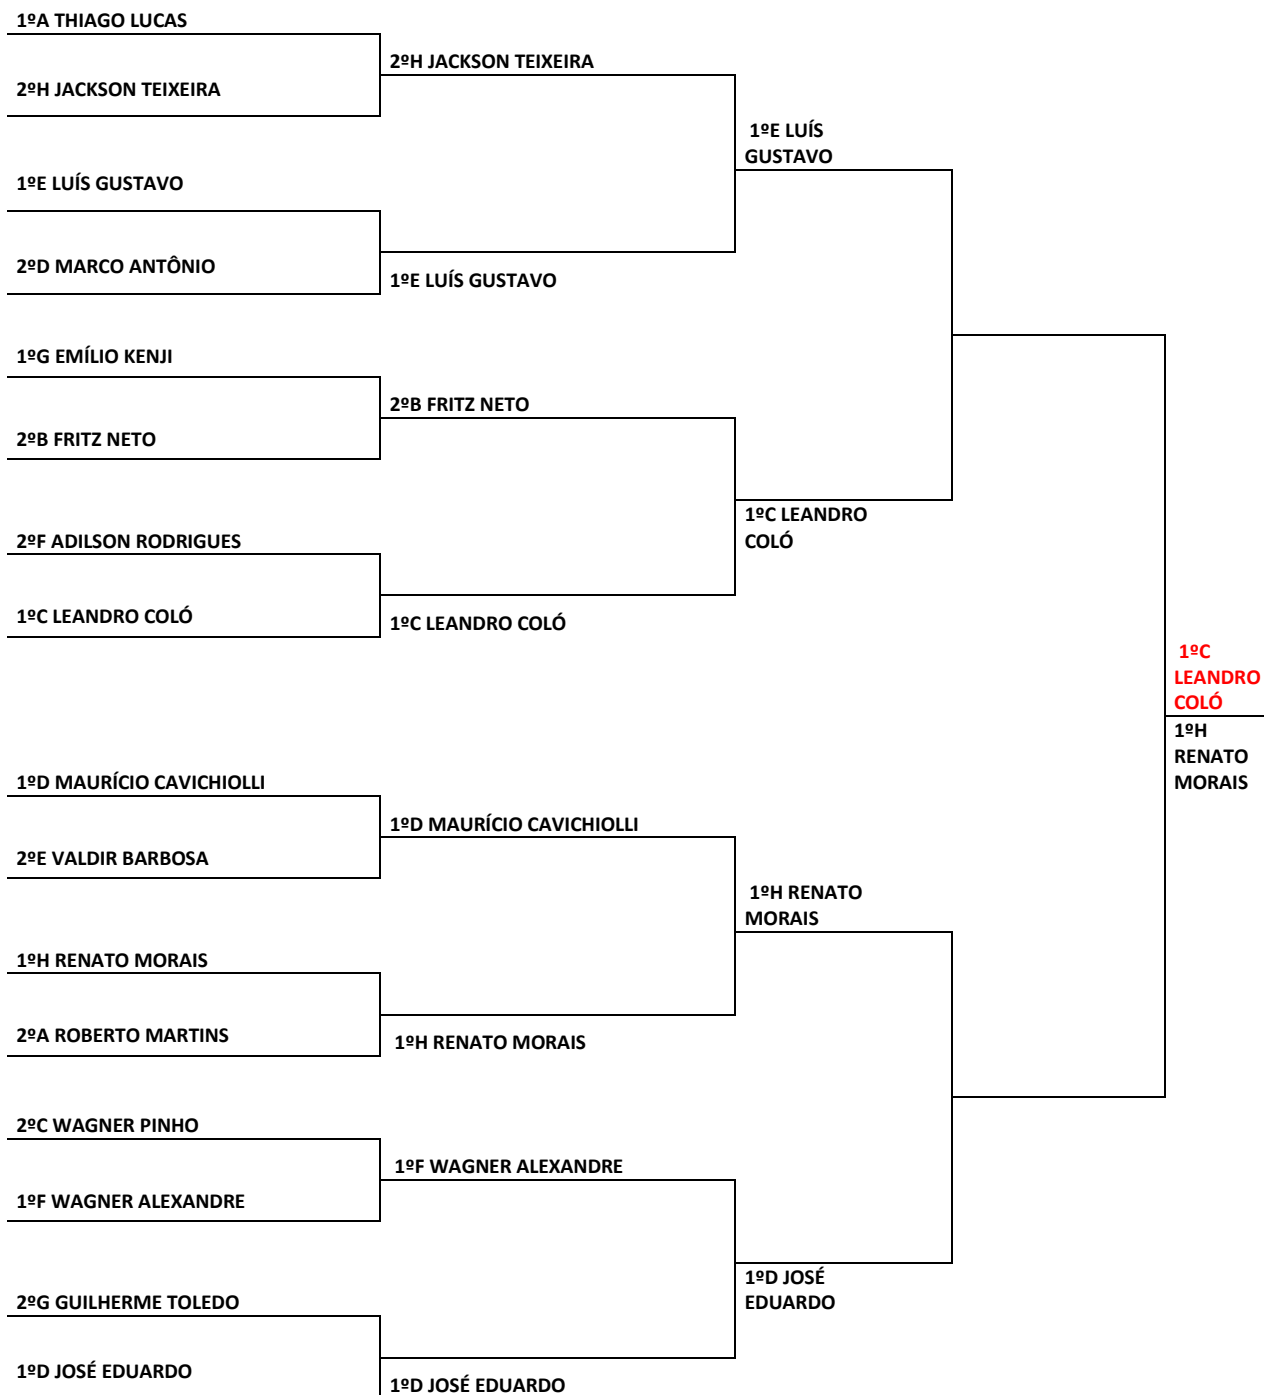 1ºA THIAGO LUCAS
2ºH JACKSON TEIXEIRA
1ºE LUÍS GUSTAVO
2ºD MARCO ANTÔNIO
1ºG EMÍLIO KENJI
2ºB FRITZ NETO
2ºF ADILSON RODRIGUES
1ºC LEANDRO COLÓ
1ºD MAURÍCIO CAVICHIOLLI
2ºE VALDIR BARBOSA
1ºH RENATO MORAIS
2ºA ROBERTO MARTINS
2ºC WAGNER PINHO
1ºF WAGNER ALEXANDRE
2ºG GUILHERME TOLEDO
1ºD JOSÉ EDUARDO
2ºH JACKSON TEIXEIRA
1ºE LUÍS GUSTAVO
2ºB FRITZ NETO
1ºC LEANDRO COLÓ
1ºD MAURÍCIO CAVICHIOLLI
1ºH RENATO MORAIS
1ºF WAGNER ALEXANDRE
1ºD JOSÉ EDUARDO
1ºE LUÍS
GUSTAVO
1ºC LEANDRO
COLÓ
1ºH RENATO
MORAIS
1ºD JOSÉ
EDUARDO
1ºC
LEANDRO
COLÓ
1ºH
RENATO
MORAIS